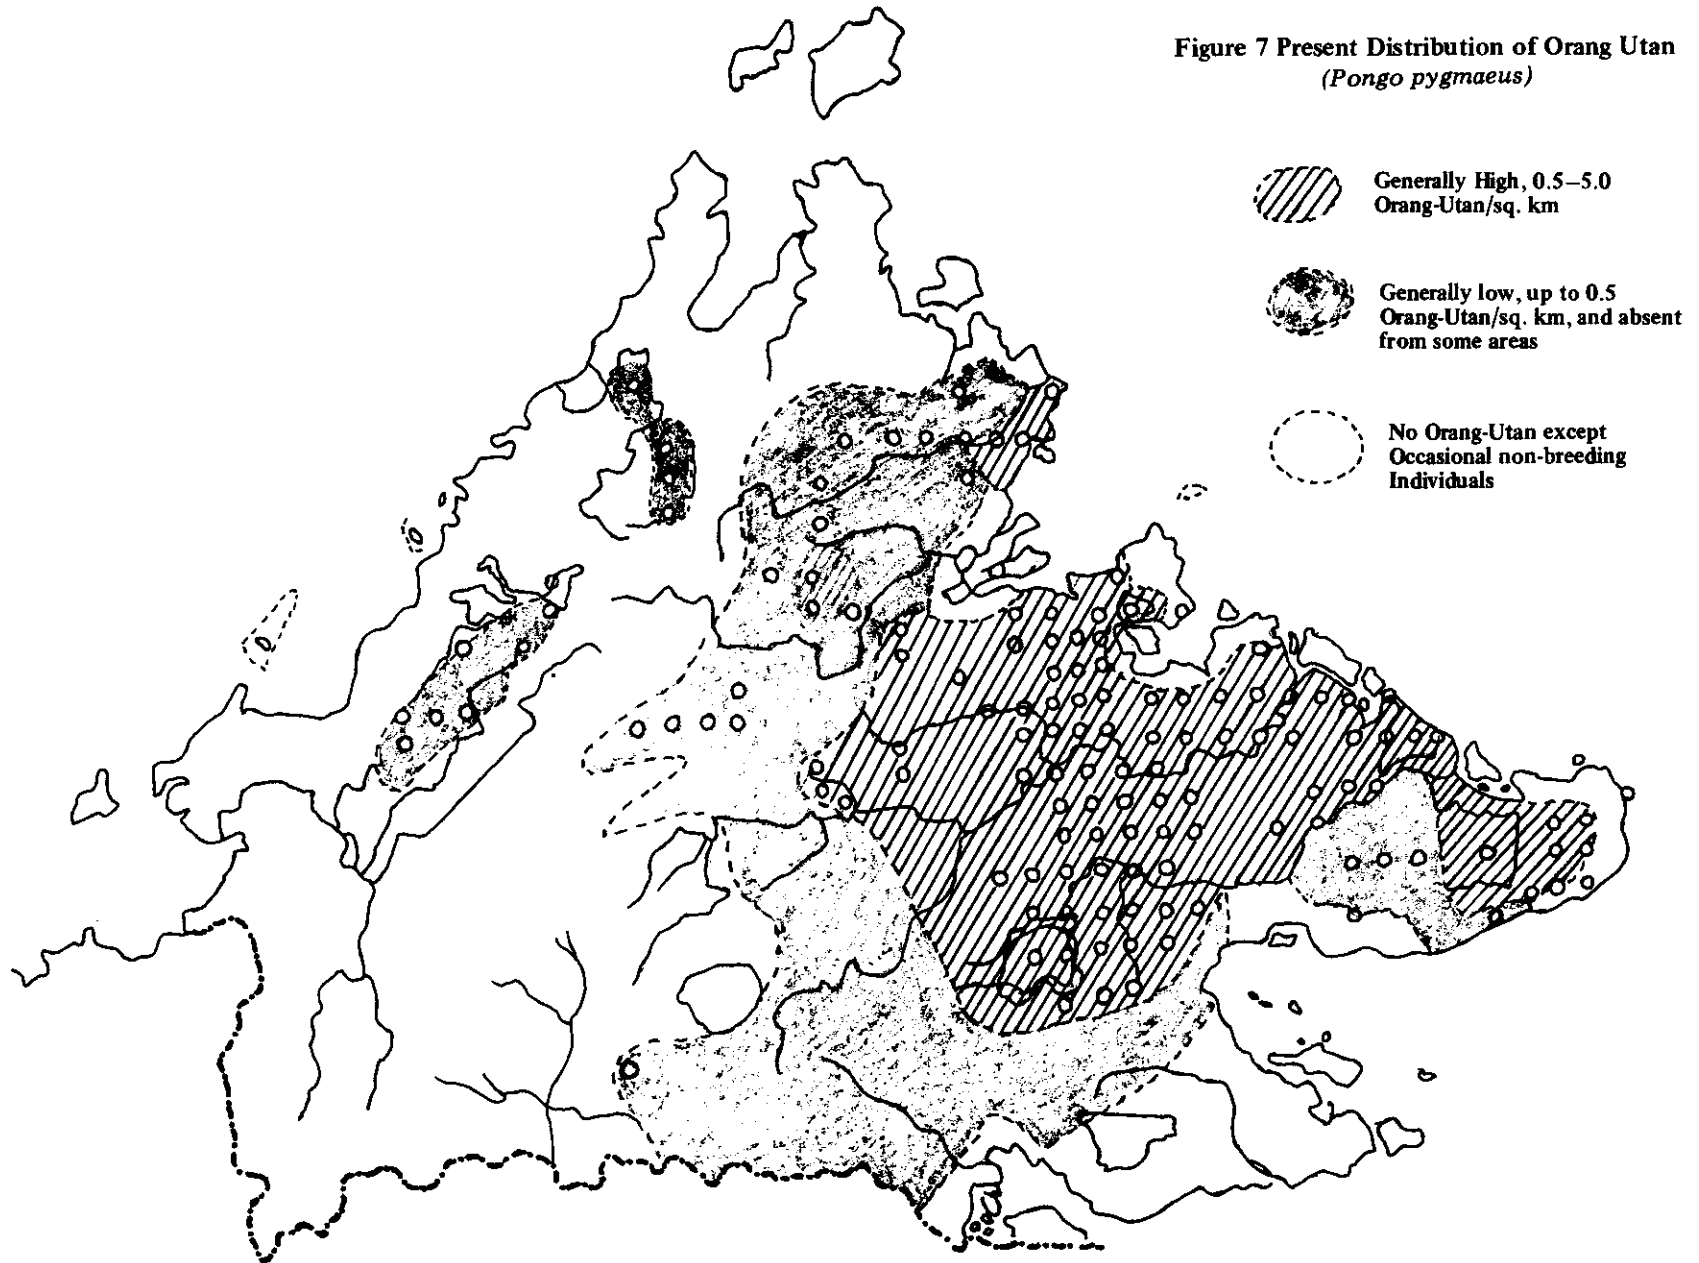 Figure 7 Present Distribution of Orang Utan
(Pongo pygmaeus)
Generally High, 0.5–5.0
Orang-Utan/sq. km
Generally low, up to 0.5
Orang-Utan/sq. km, and absent
from some areas
No Orang-Utan except
Occasional non-breeding
Individuals